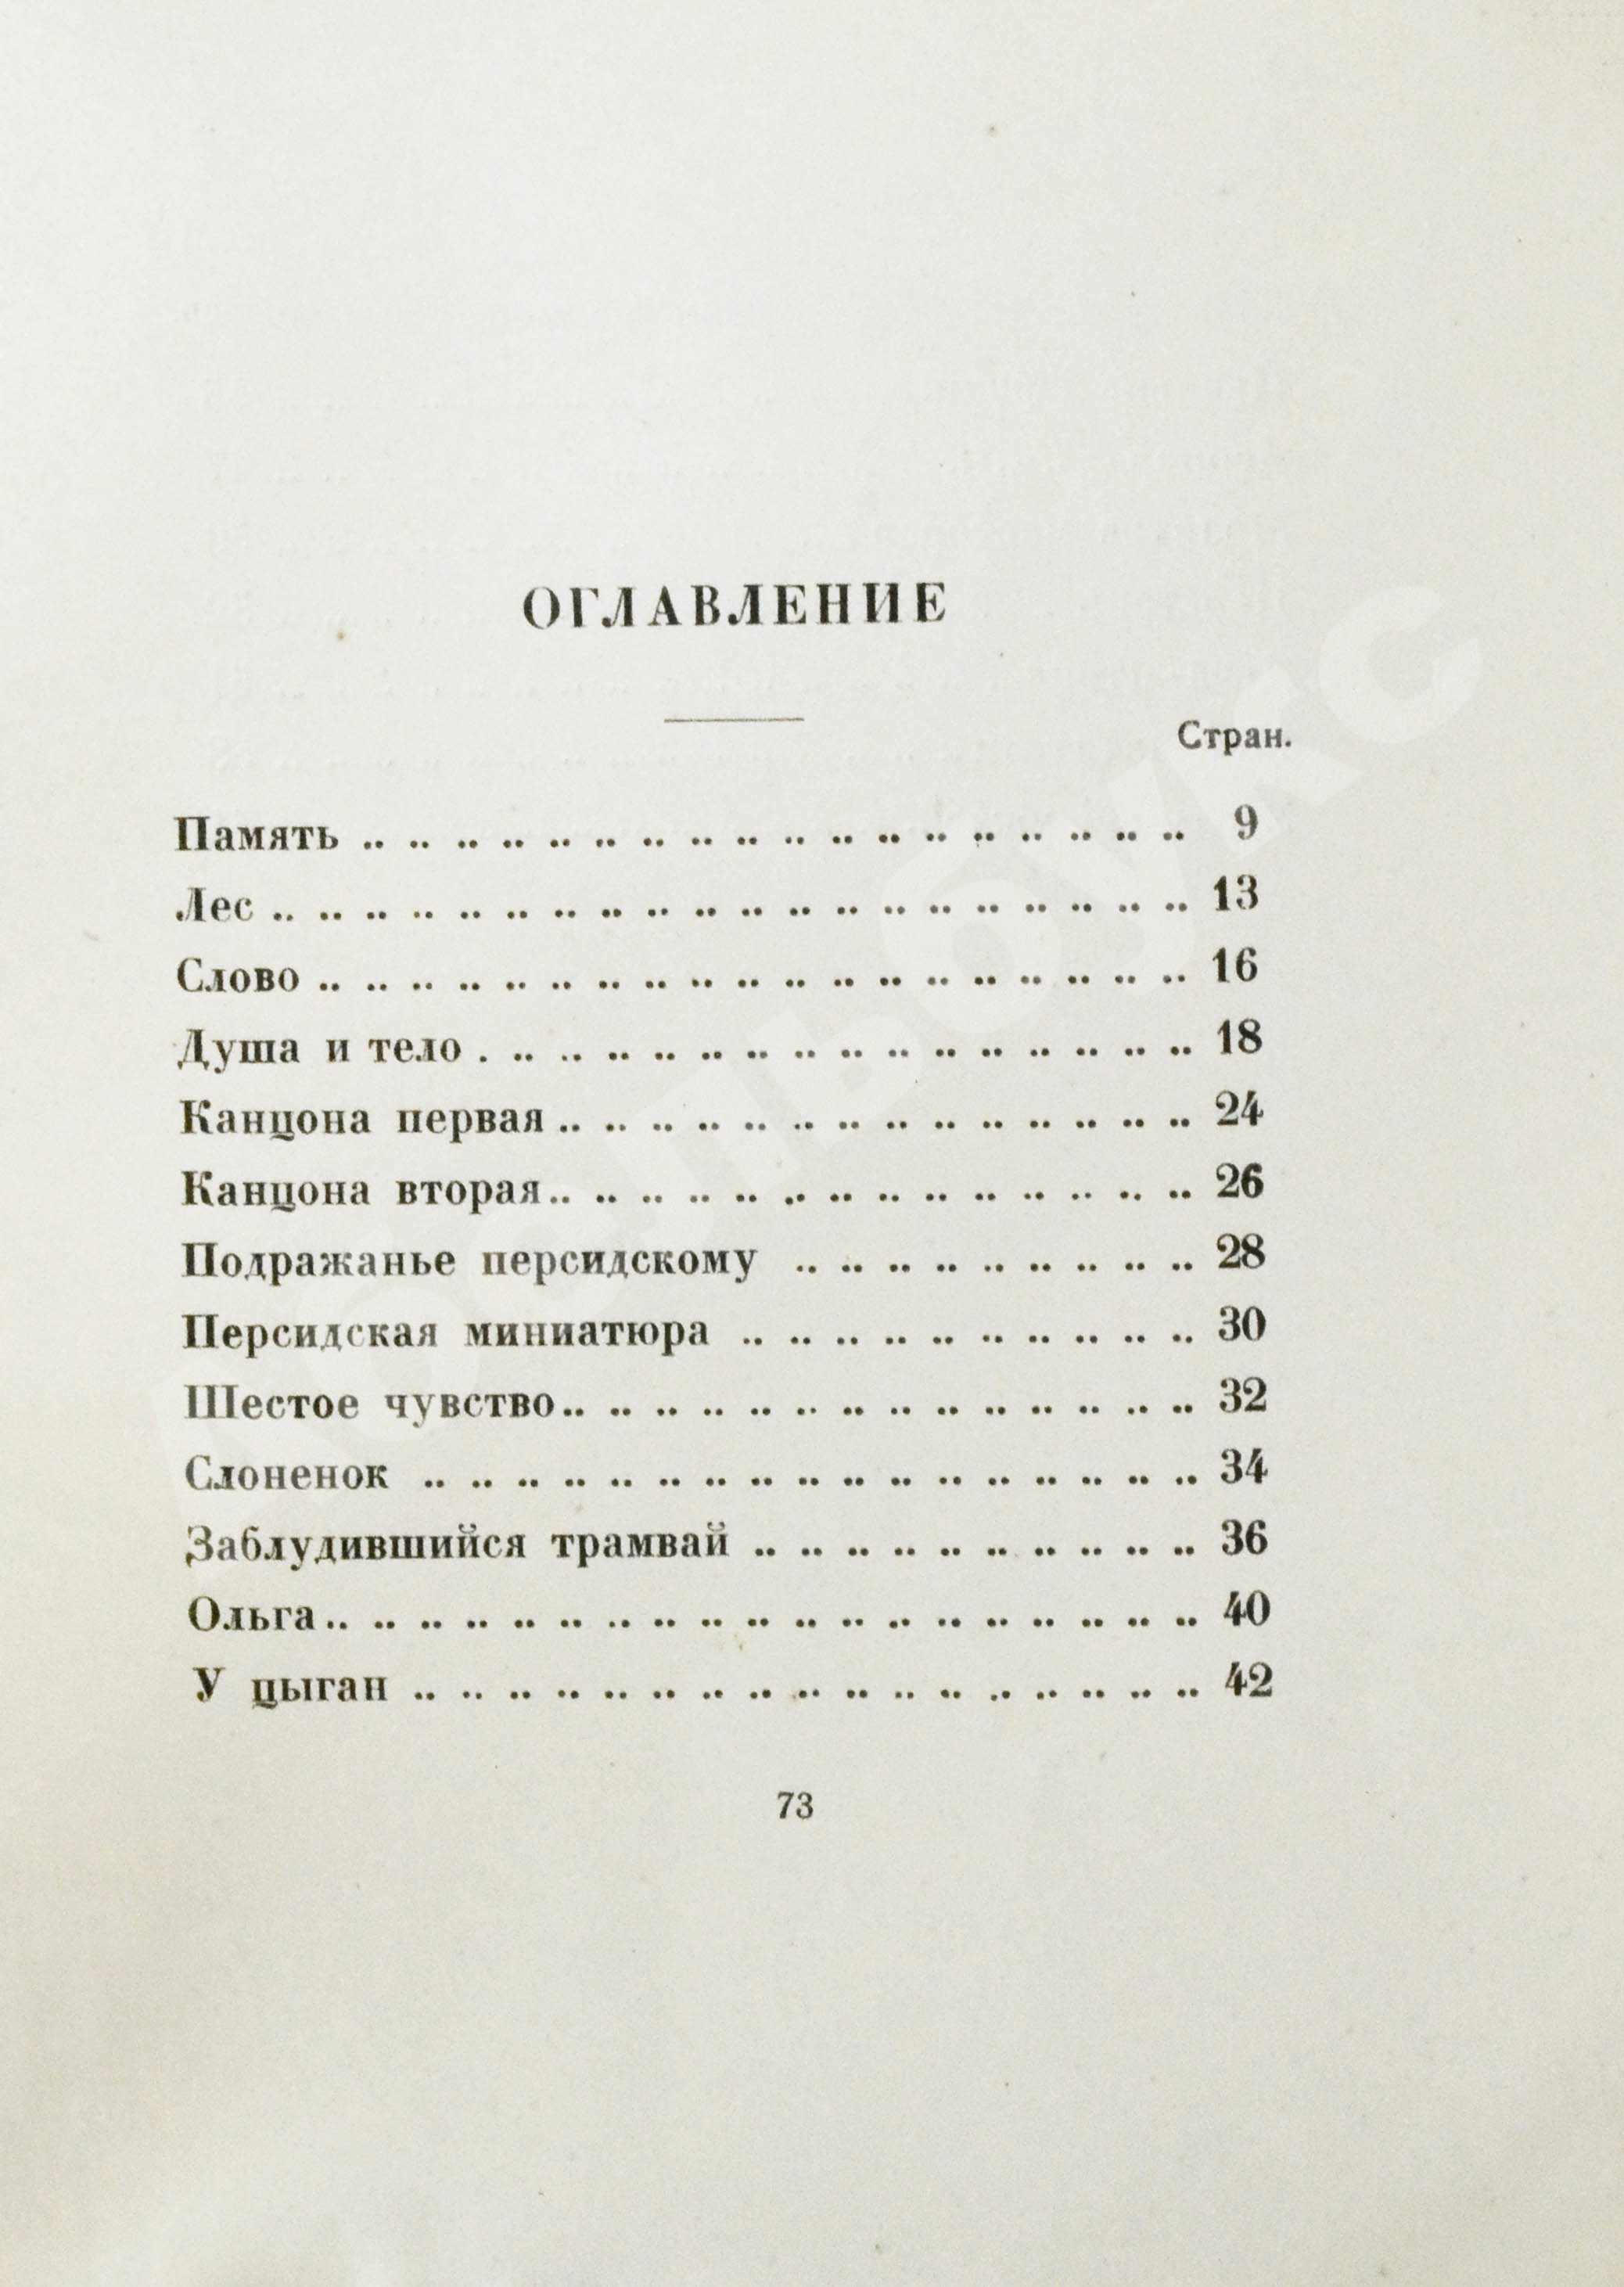 ОГЛАВЛЕНИЕ
Стран.
Память .. .. .. .. .. .. .. .. .. .. .. .. .. .. .. .. .. .. 9
Лес .. .. .. .. .. .. .. .. .. .. .. .. .. .. .. .. .. .. .. .. 13
Слово .. .. .. .. .. .. .. .. .. .. .. .. .. .. .. .. .. .. .. 16
Душа и тело . .. .. .. .. .. .. .. .. .. .. .. .. .. .. .. 18
Канцона первая .. .. .. .. .. .. .. .. .. .. .. .. .. .. 24
Канцона вторая .. .. .. .. .. .. .. .. .. .. .. .. .. .. 26
Подражанье персидскому .. .. .. .. .. .. .. .. .. 28
Персидская миниатюра .. .. .. .. .. .. .. .. .. .. 30
Шестое чувство .. .. .. .. .. .. .. .. .. .. .. .. .. .. 32
Слоненок .. .. .. .. .. .. .. .. .. .. .. .. .. .. .. .. .. 34
Заблудившийся трамвай .. .. .. .. .. .. .. .. .. .. 36
Ольга .. .. .. .. .. .. .. .. .. .. .. .. .. .. .. .. .. .. .. 40
У цыган .. .. .. .. .. .. .. .. .. .. .. .. .. .. .. .. .. 42
73